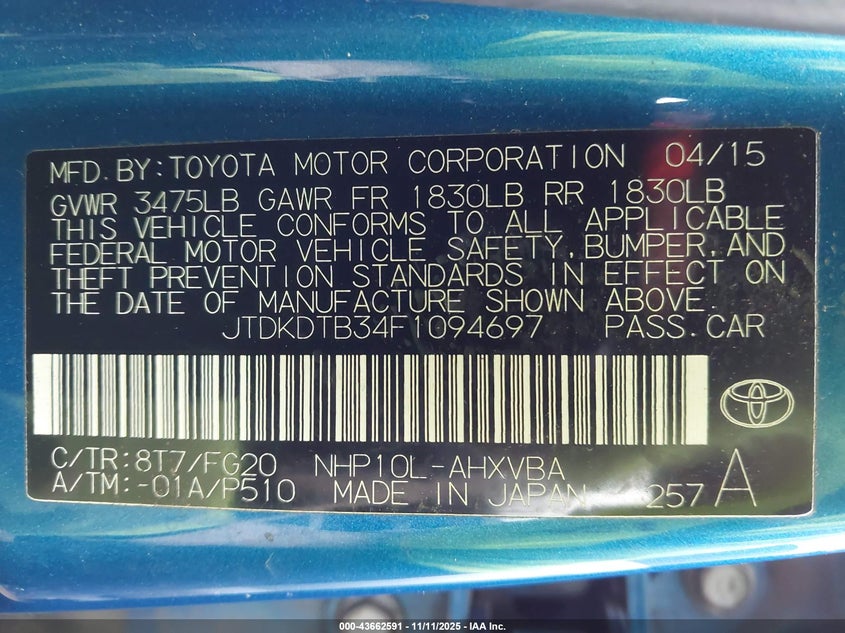 MFD.BY:TOYOTA MOTOR CORPORATION 04/15
GVWR 3475LB GAWR FR 1830LB RR 1830LB
THIS VEHICLE CONFORMS TO ALL APPLICABLE
FEDERAL MOTOR VEHICLE SAFETY,BUMPER,AND
THEFT PREVENTION STANDARDS IN EFFECT ON
THE DATE OF MANUFACTURE SHOWN ABOVE.
JTDKDTB34F1094697 PASS.CAR
C/TR:8T7/FG20 NHP10L-AHXVBA
A/TM:-01A/P510 MADE IN JAPAN 257 A
000-43662591 - 11/11/2025 - IAA Inc.